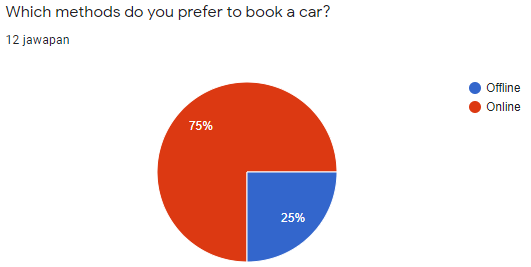 Which methods do you prefer to book a car?
12 jawapan
Offline
Online
75%
25%